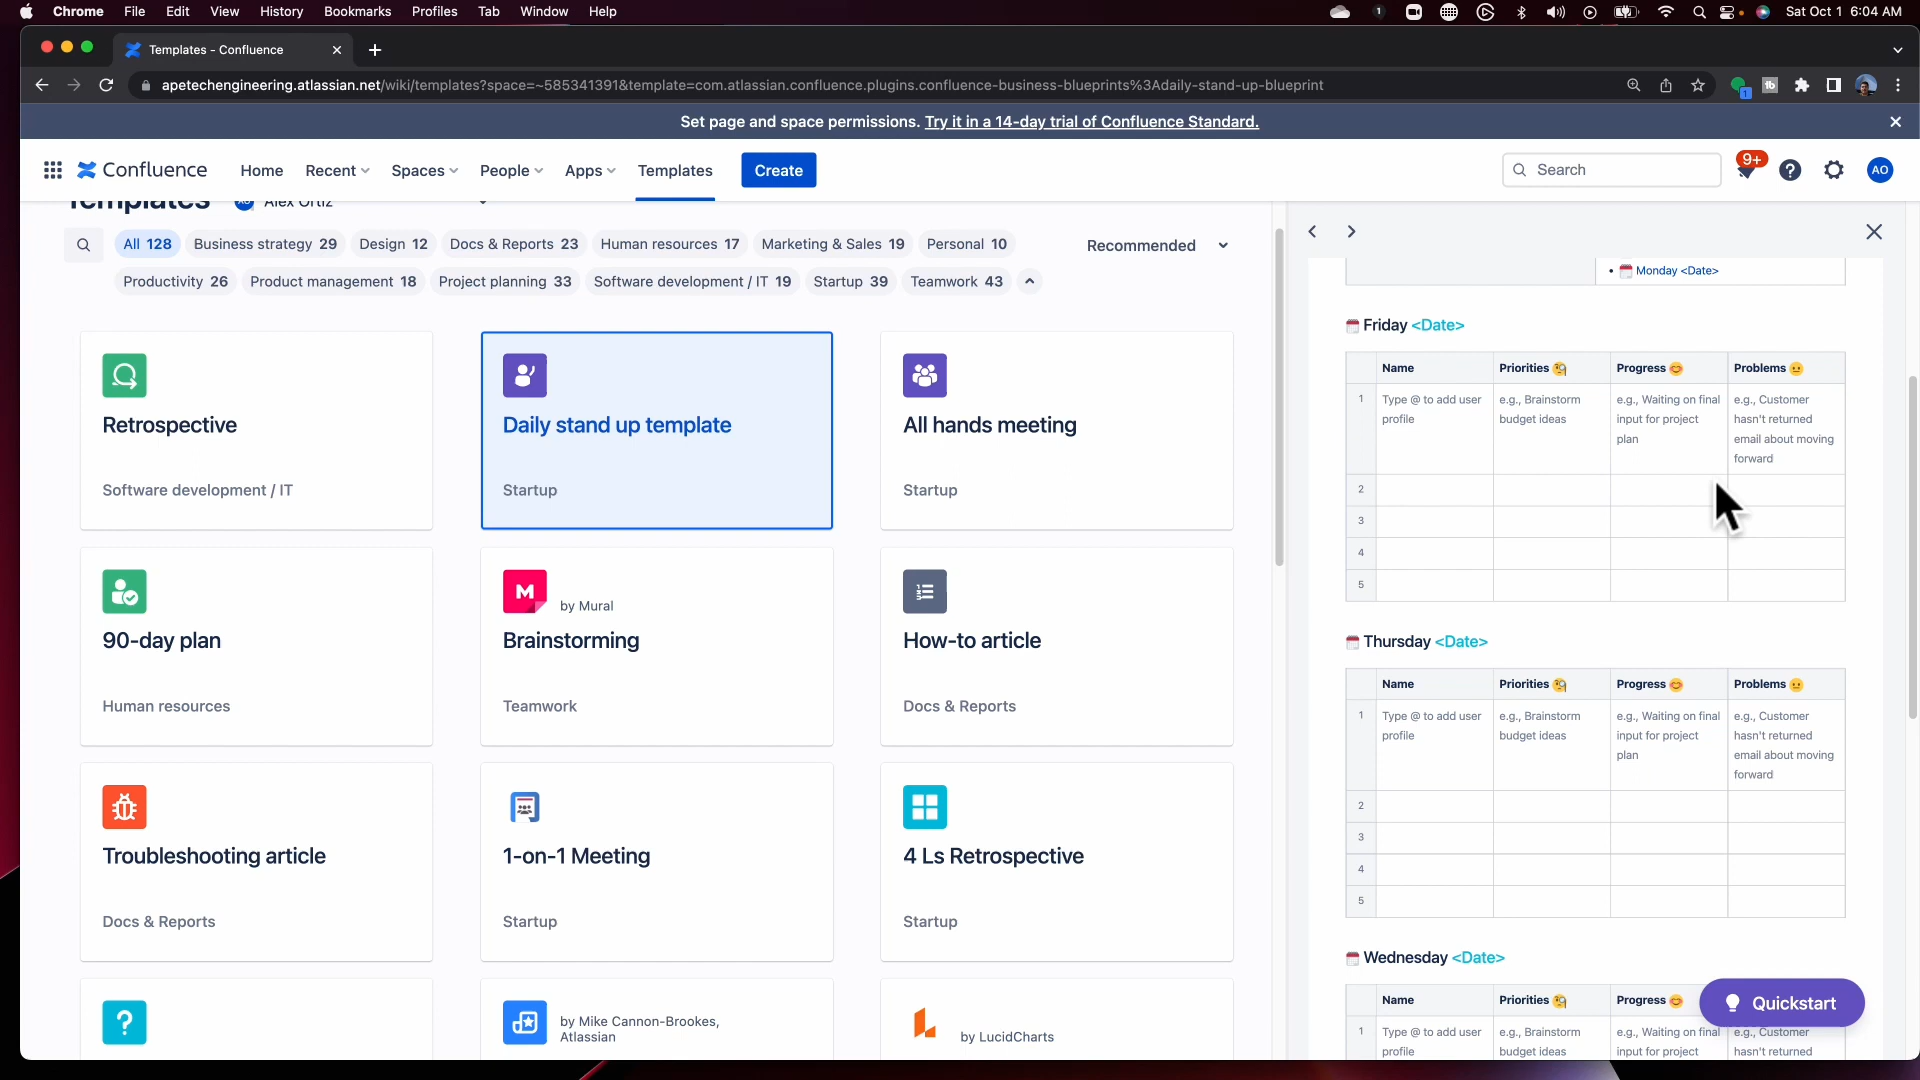 Chrome File Edit View History Bookmarks Profiles Tab Window Help 1 Sat Oct 1 6:04 AM
Templates - Confluence
apetechengineering.atlassian.net/wiki/templates?space=~585341391&template=com.atlassian.confluence.plugins.confluence-business-blueprints%3Adaily-stand-up-blueprint
Set page and space permissions. Try it in a 14-day trial of Confluence Standard.
Confluence Home Recent Spaces People Apps Templates Create Search 9+ AO
Templates AO Alex Ortiz
All 128 Business strategy 29 Design 12 Docs & Reports 23 Human resources 17 Marketing & Sales 19 Personal 10
Recommended
Productivity 26 Product management 18 Project planning 33 Software development / IT 19 Startup 39 Teamwork 43
Retrospective
Software development / IT
Daily stand up template
Startup
All hands meeting
Startup
90-day plan
Human resources
by Mural
Brainstorming
Teamwork
How-to article
Docs & Reports
Troubleshooting article
Docs & Reports
1-on-1 Meeting
Startup
4 Ls Retrospective
Startup
by Mike Cannon-Brookes,
Atlassian
by LucidCharts
• Monday <Date>
Friday <Date>
Name Priorities Progress Problems
1 Type @ to add user profile e.g., Brainstorm budget ideas e.g., Waiting on final input for project plan e.g., Customer hasn't returned email about moving forward
2
3
4
5
Thursday <Date>
Name Priorities Progress Problems
1 Type @ to add user profile e.g., Brainstorm budget ideas e.g., Waiting on final input for project plan e.g., Customer hasn't returned email about moving forward
2
3
4
5
Wednesday <Date>
Name Priorities Progress
1 Type @ to add user profile e.g., Brainstorm budget ideas e.g., Waiting on final input for project e.g., Customer hasn't returned
Quickstart